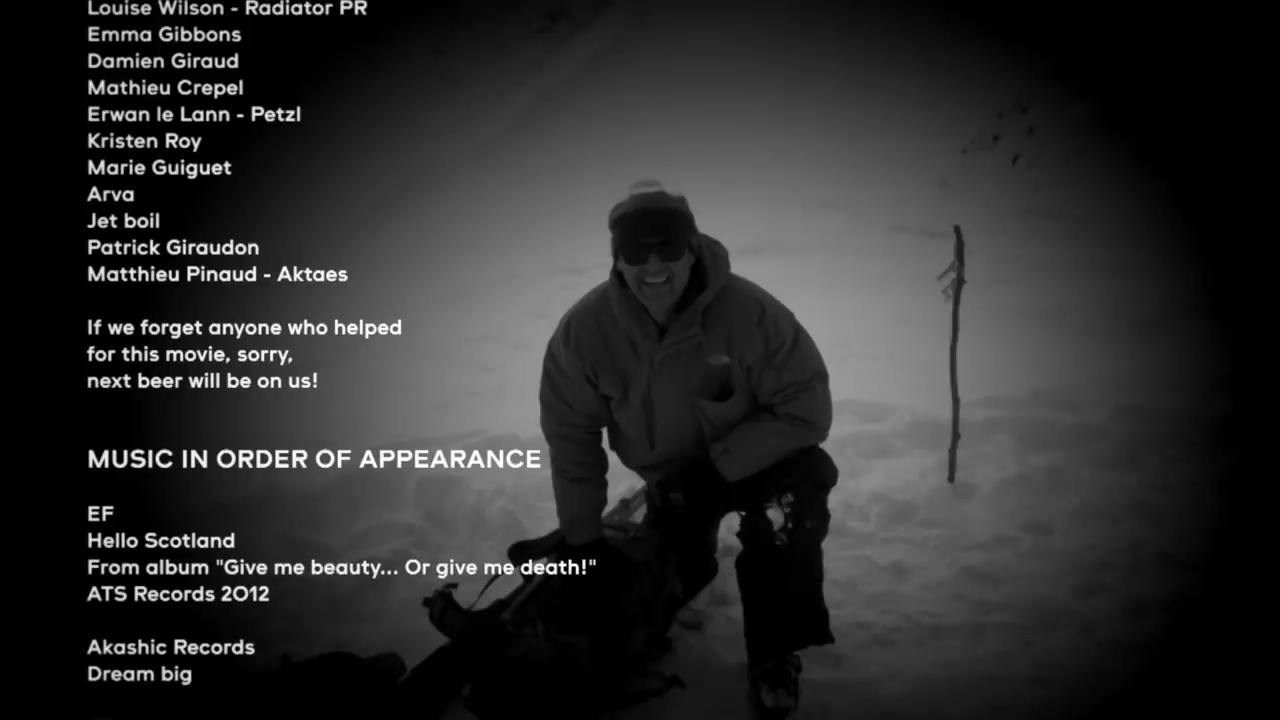 Louise Wilson - Radiator PR
Emma Gibbons
Damien Giraud
Mathieu Crepel
Erwan le Lann - Petzl
Kristen Roy
Marie Guiguet
Arva
Jet boil
Patrick Giraudon
Matthieu Pinaud - Aktaes
If we forget anyone who helped
for this movie, sorry,
next beer will be on us!
MUSIC IN ORDER OF APPEARANCE
EF
Hello Scotland
From album "Give me beauty... Or give me death!"
ATS Records 2012
Akashic Records
Dream big